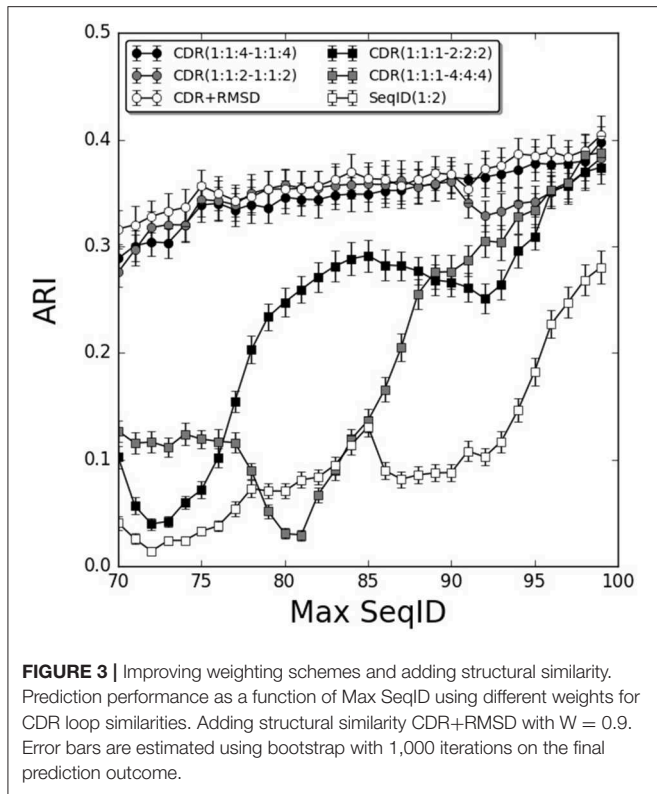 0.5
0.4
0.3
0.2
0.1
0.0
ARI
CDR(1:1:4-1:1:4)
CDR(1:1:2-1:1:2)
CDR+RMSD
CDR(1:1:1-2:2:2)
CDR(1:1:1-4:4:4)
SeqID(1:2)
70 75 80 85 90 95 100
Max SeqID
FIGURE 3 | Improving weighting schemes and adding structural similarity.
Prediction performance as a function of Max SeqID using different weights for
CDR loop similarities. Adding structural similarity CDR+RMSD with W = 0.9.
Error bars are estimated using bootstrap with 1,000 iterations on the final
prediction outcome.